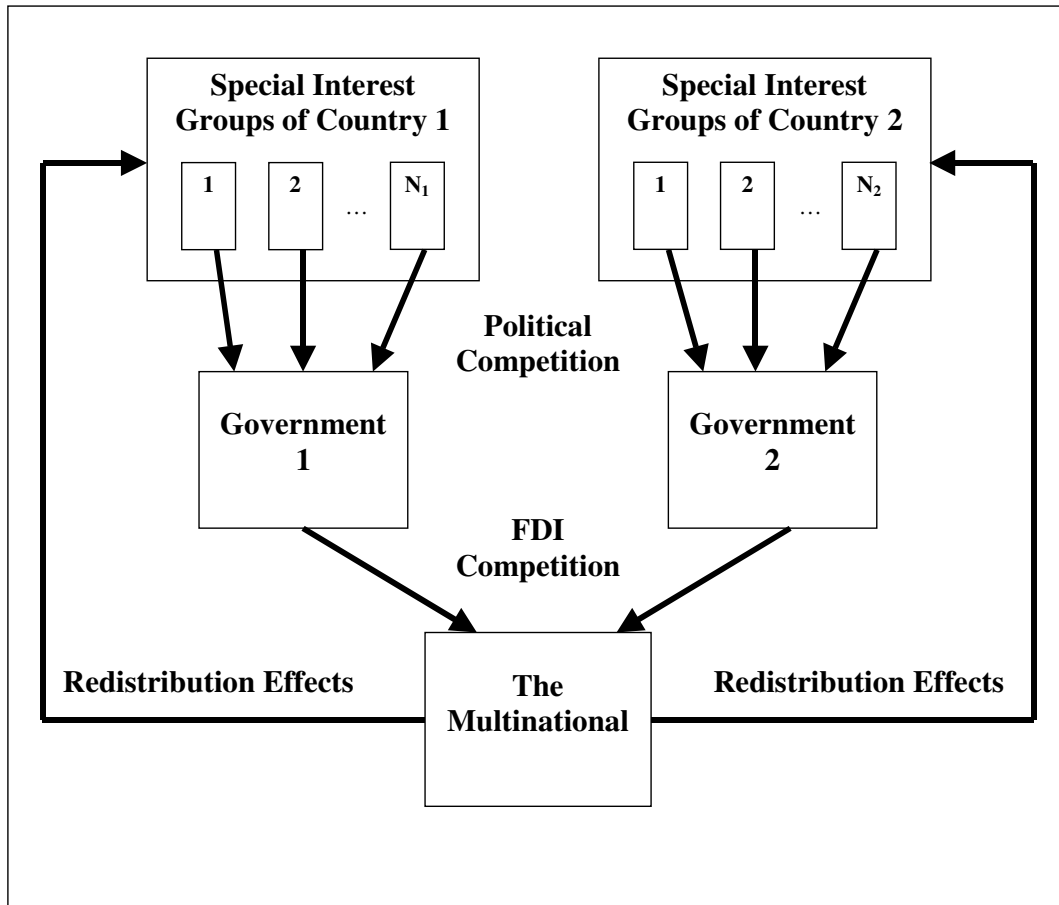 Special Interest
Groups of Country 1
1
2
…
N₁
Special Interest
Groups of Country 2
1
2
…
N₂
Political
Competition
Government
1
Government
2
FDI
Competition
Redistribution Effects
The
Multinational
Redistribution Effects